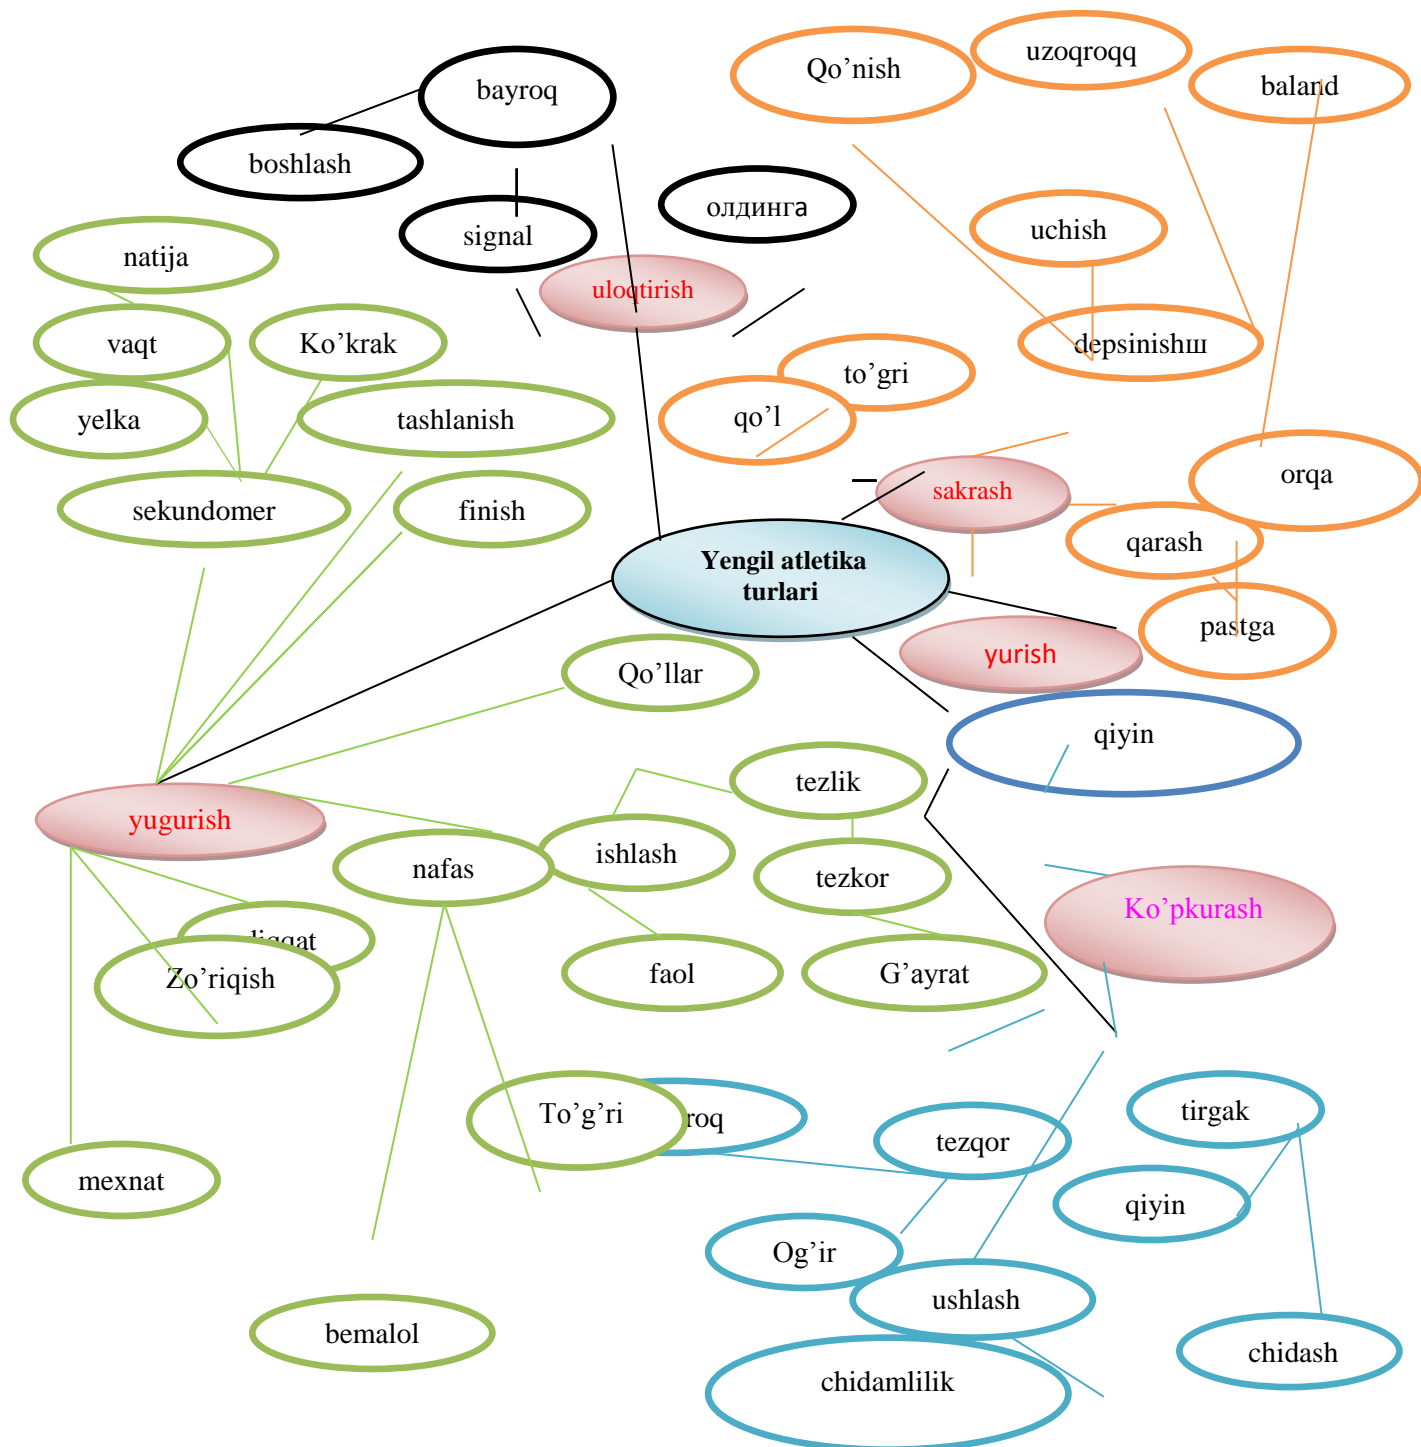 Qo’nish
uzoqroqq
baland
bayroq
boshlash
олдинга
signal
uchish
natija
uloqtirish
vaqt
Ko’krak
depsinishш
to’gri
yelka
tashlanish
qo’l
orqa
sakrash
sekundomer
finish
qarash
Yengil atletika
turlari
pastga
yurish
Qo’llar
qiyin
tezlik
yugurish
ishlash
nafas
tezkor
Ko’pkurash
Zo’riqish
faol
G’ayrat
To’g’ri
roq
tezqor
tirgak
mexnat
qiyin
Og’ir
ushlash
bemalol
chidash
chidamlilik